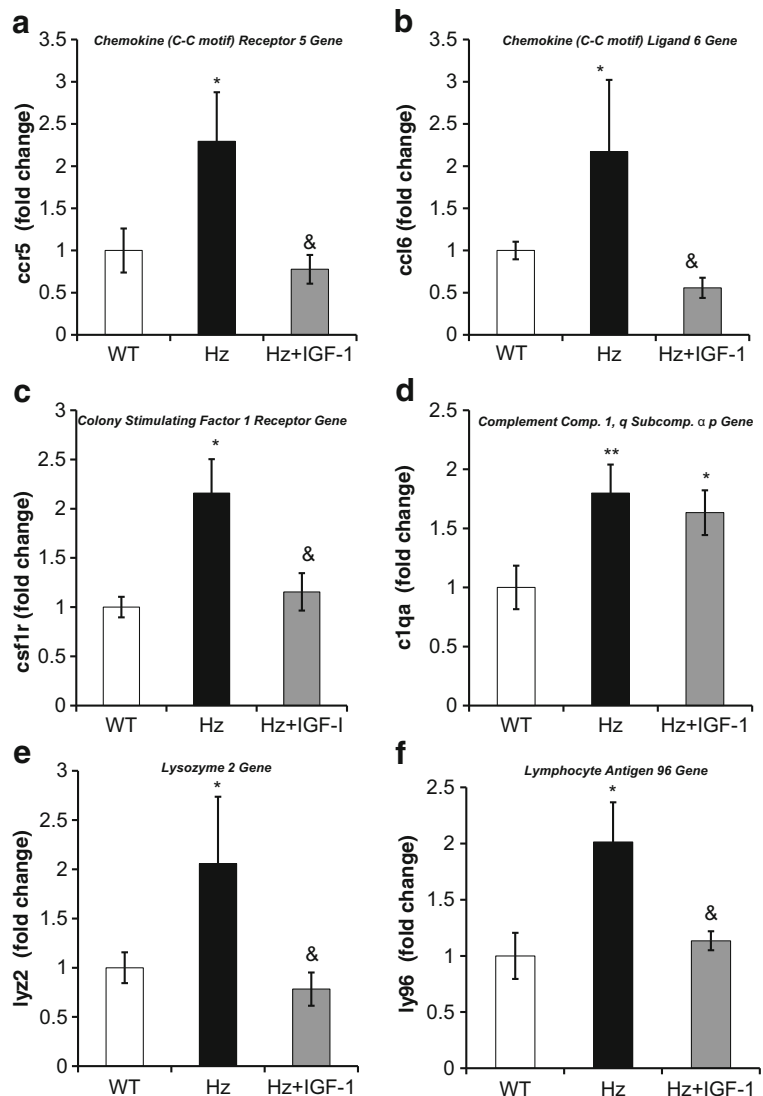 a
Chemokine (C-C motif) Receptor 5 Gene
ccr5 (fold change)
3.5
3
2.5
2
1.5
1
0.5
0
*
&
WT Hz Hz+IGF-1
b
Chemokine (C-C motif) Ligand 6 Gene
ccl6 (fold change)
3.5
3
2.5
2
1.5
1
0.5
0
*
&
WT Hz Hz+IGF-1
c
Colony Stimulating Factor 1 Receptor Gene
csf1r (fold change)
3
2.5
2
1.5
1
0.5
0
*
&
WT Hz Hz+IGF-I
d
Complement Comp. 1, q Subcomp. α p Gene
c1qa (fold change)
2.5
2
1.5
1
0.5
0
**
*
WT Hz Hz+IGF-1
e
Lysozyme 2 Gene
lyz2 (fold change)
3
2.5
2
1.5
1
0.5
0
*
&
WT Hz Hz+IGF-1
f
Lymphocyte Antigen 96 Gene
ly96 (fold change)
2.5
2
1.5
1
0.5
0
*
&
WT Hz Hz+IGF-1